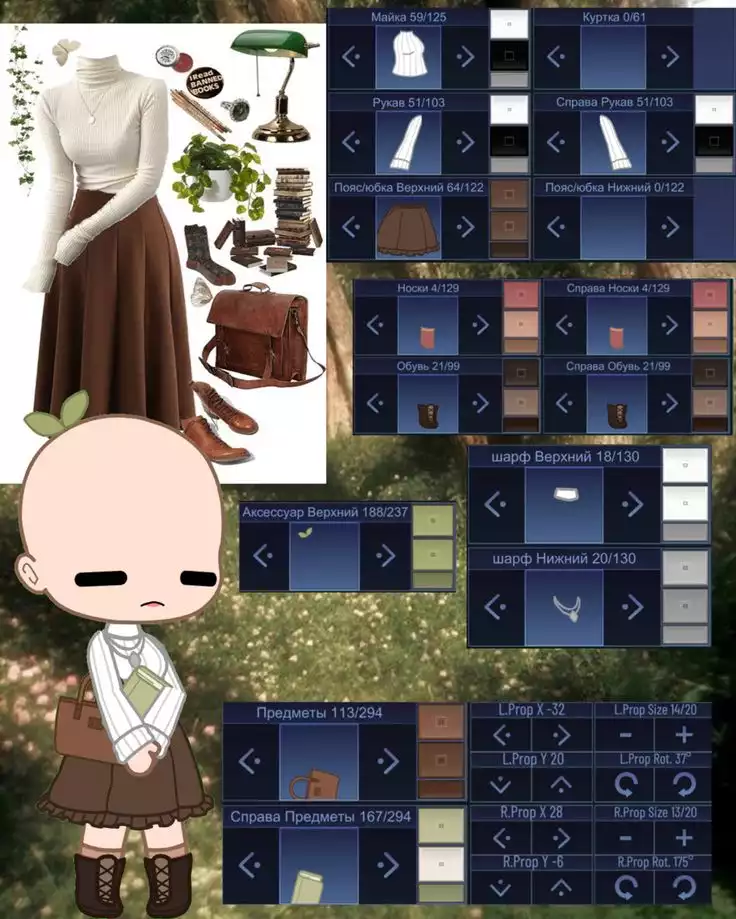 iRead
BANNED
BOOKS
Майка 59/125
Куртка 0/61
Рукав 51/103
Справа Рукав 51/103
Пояс/юбка Верхний 64/122
Пояс/юбка Нижний 0/122
Носки 4/129
Справа Носки 4/129
Обувь 21/99
Справа Обувь 21/99
шарф Верхний 18/130
Аксессуар Верхний 188/237
шарф Нижний 20/130
Предметы 113/294
L.Prop X -32
L.Prop Size 14/20
L.Prop Y 20
L.Prop Rot. 37°
Справа Предметы 167/294
R.Prop X 28
R.Prop Size 13/20
R.Prop Y -6
R.Prop Rot. 175°